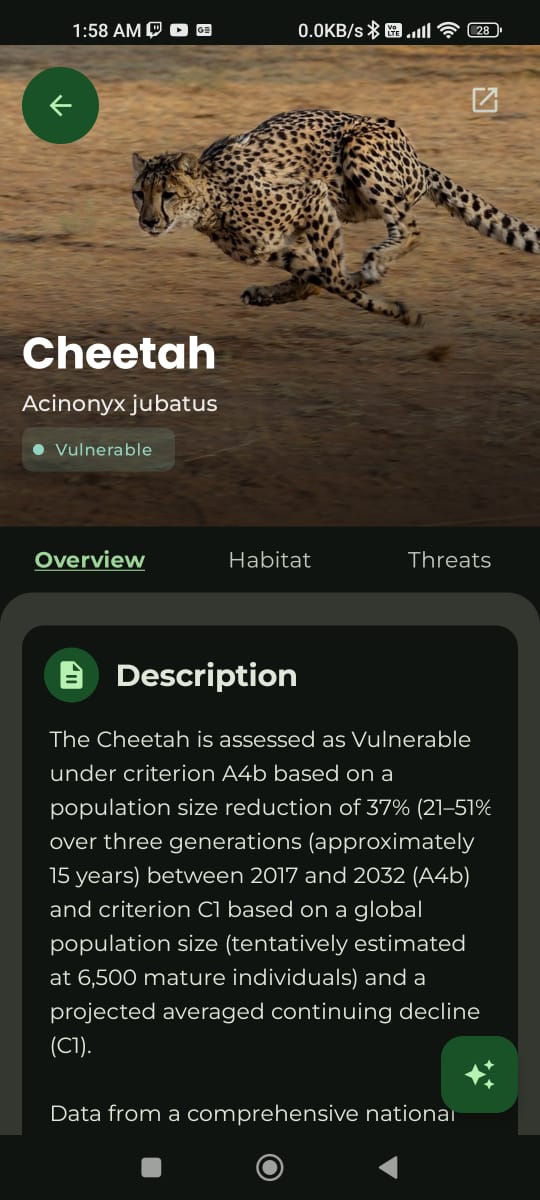 1:58 AM
0.0KB/s
Vo
LTE
28
Cheetah
Acinonyx jubatus
Vulnerable
Overview Habitat Threats
Description
The Cheetah is assessed as Vulnerable
under criterion A4b based on a
population size reduction of 37% (21–51%
over three generations (approximately
15 years) between 2017 and 2032 (A4b)
and criterion C1 based on a global
population size (tentatively estimated
at 6,500 mature individuals) and a
projected averaged continuing decline
(C1).
Data from a comprehensive national